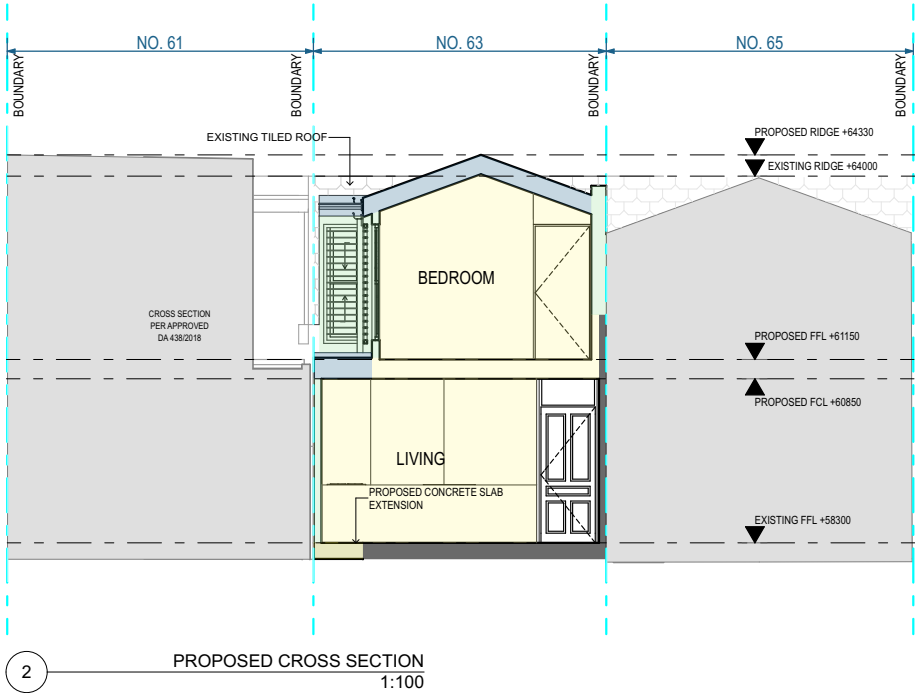 NO. 61
NO. 63
NO. 65
BOUNDARY
BOUNDARY
BOUNDARY
BOUNDARY
EXISTING TILED ROOF
PROPOSED RIDGE +64330
EXISTING RIDGE +64000
BEDROOM
CROSS SECTION
PER APPROVED
DA 438/2018
PROPOSED FFL +61150
PROPOSED FCL +60850
LIVING
PROPOSED CONCRETE SLAB
EXTENSION
EXISTING FFL +58300
2
PROPOSED CROSS SECTION
1:100